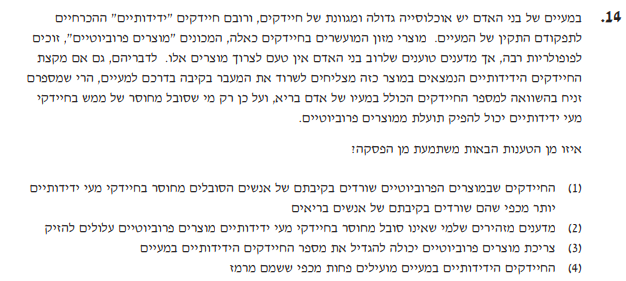 14. במעיים של בני האדם יש אוכלוסייה גדולה ומגוונת של חיידקים, ורובם חיידקים "ידידותיים" ההכרחיים
לתפקודם התקין של המעיים. מוצרי מזון המועשרים בחיידקים כאלה, המכונים "מוצרים פרוביוטיים", זוכים
לפופולריות רבה, אך מדענים טוענים שלרוב בני האדם אין טעם לצרוך מוצרים אלו. לדבריהם, גם אם מקצת
החיידקים הידידותיים הנמצאים במוצר כזה מצליחים לשרוד את המעבר בקיבה בדרכם למעיים, הרי שמספרם
זניח בהשוואה למספר החיידקים הכולל במעיו של אדם בריא, ועל כן רק מי שסובל מחוסר של ממש בחיידקי
מעי ידידותיים יכול להפיק תועלת ממוצרים פרוביוטיים.
איזו מן הטענות הבאות משתמעת מן הפסקה?
(1) החיידקים שבמוצרים הפרוביוטיים שורדים בקיבתם של אנשים הסובלים מחוסר בחיידקי מעי ידידותיים
יותר מכפי שהם שורדים בקיבתם של אנשים בריאים
(2) מדענים מזהירים שלמי שאינו סובל מחוסר בחיידקי מעי ידידותיים מוצרים פרוביוטיים עלולים להזיק
(3) צריכת מוצרים פרוביוטיים יכולה להגדיל את מספר החיידקים הידידותיים במעיים
(4) החיידקים הידידותיים במעיים מועילים פחות מכפי ששמם מרמז